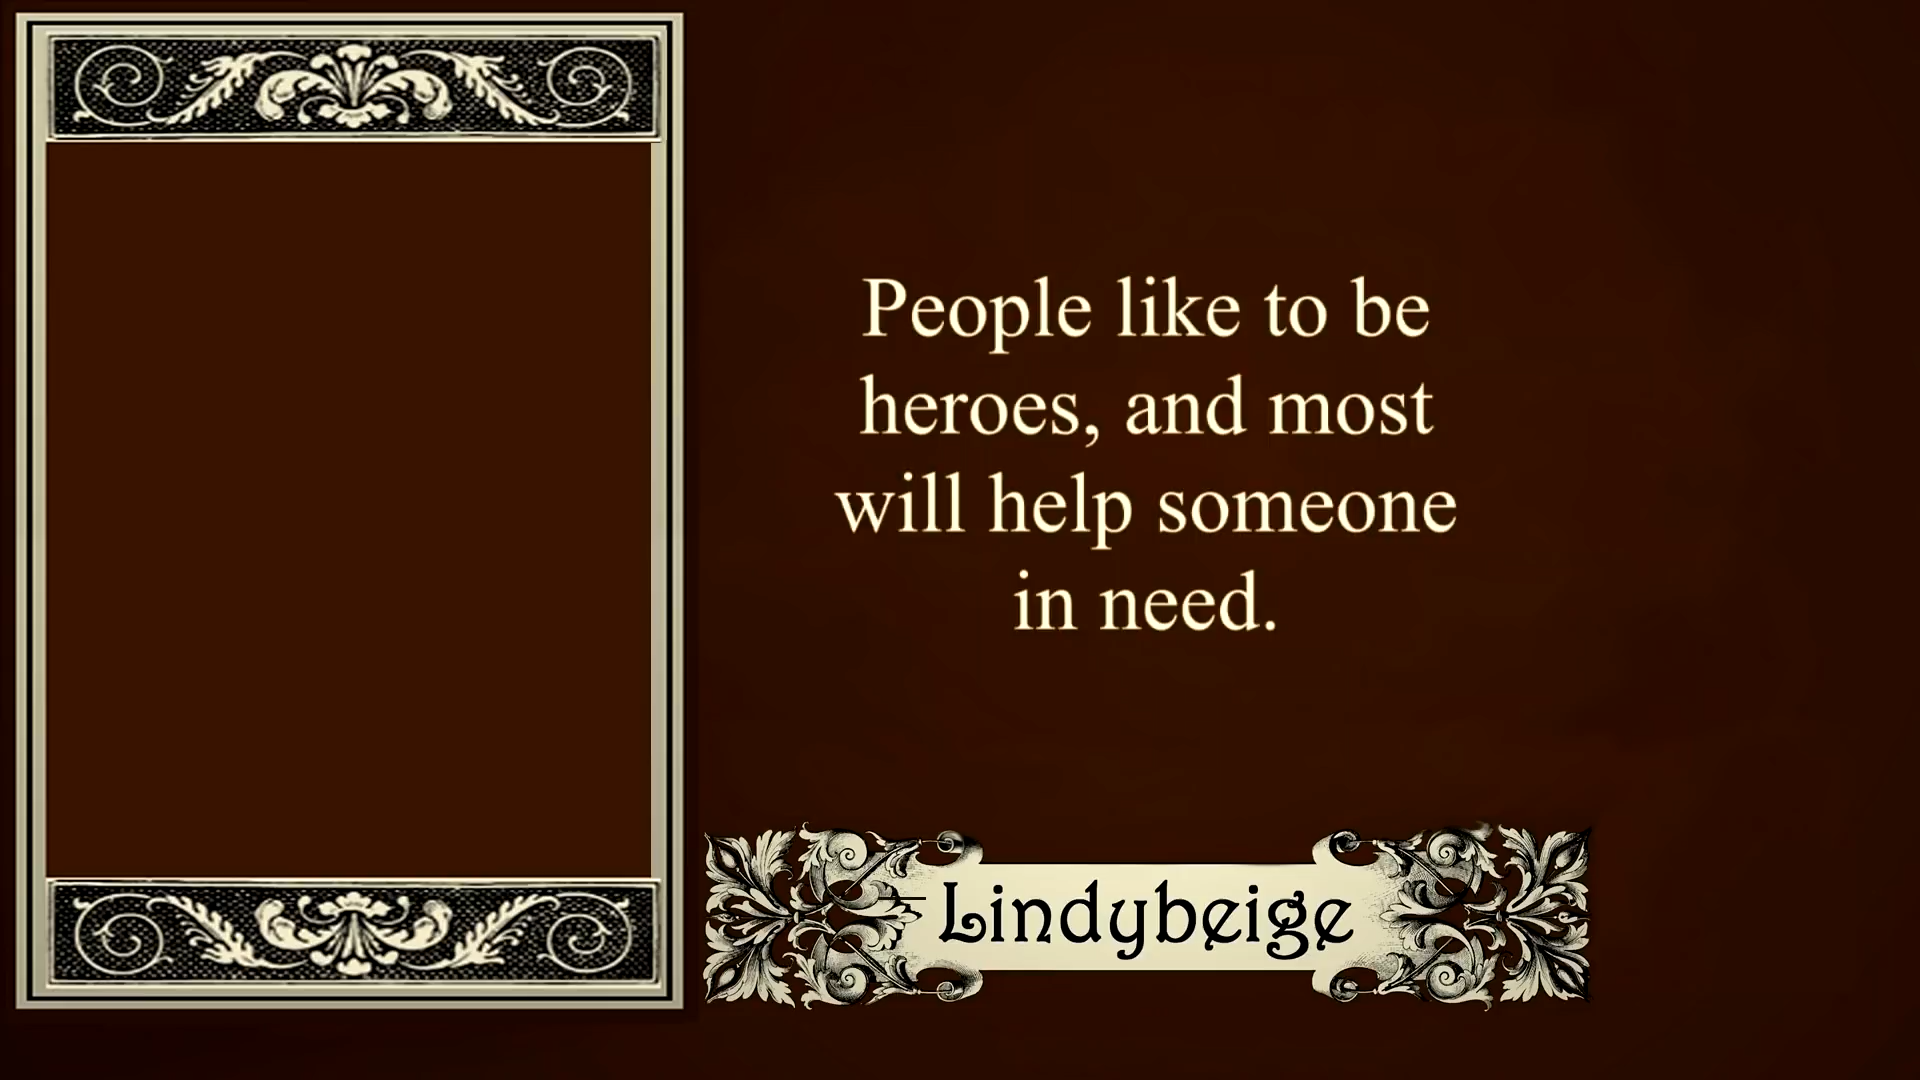 People like to be
heroes, and most
will help someone
in need.
Lindybeige